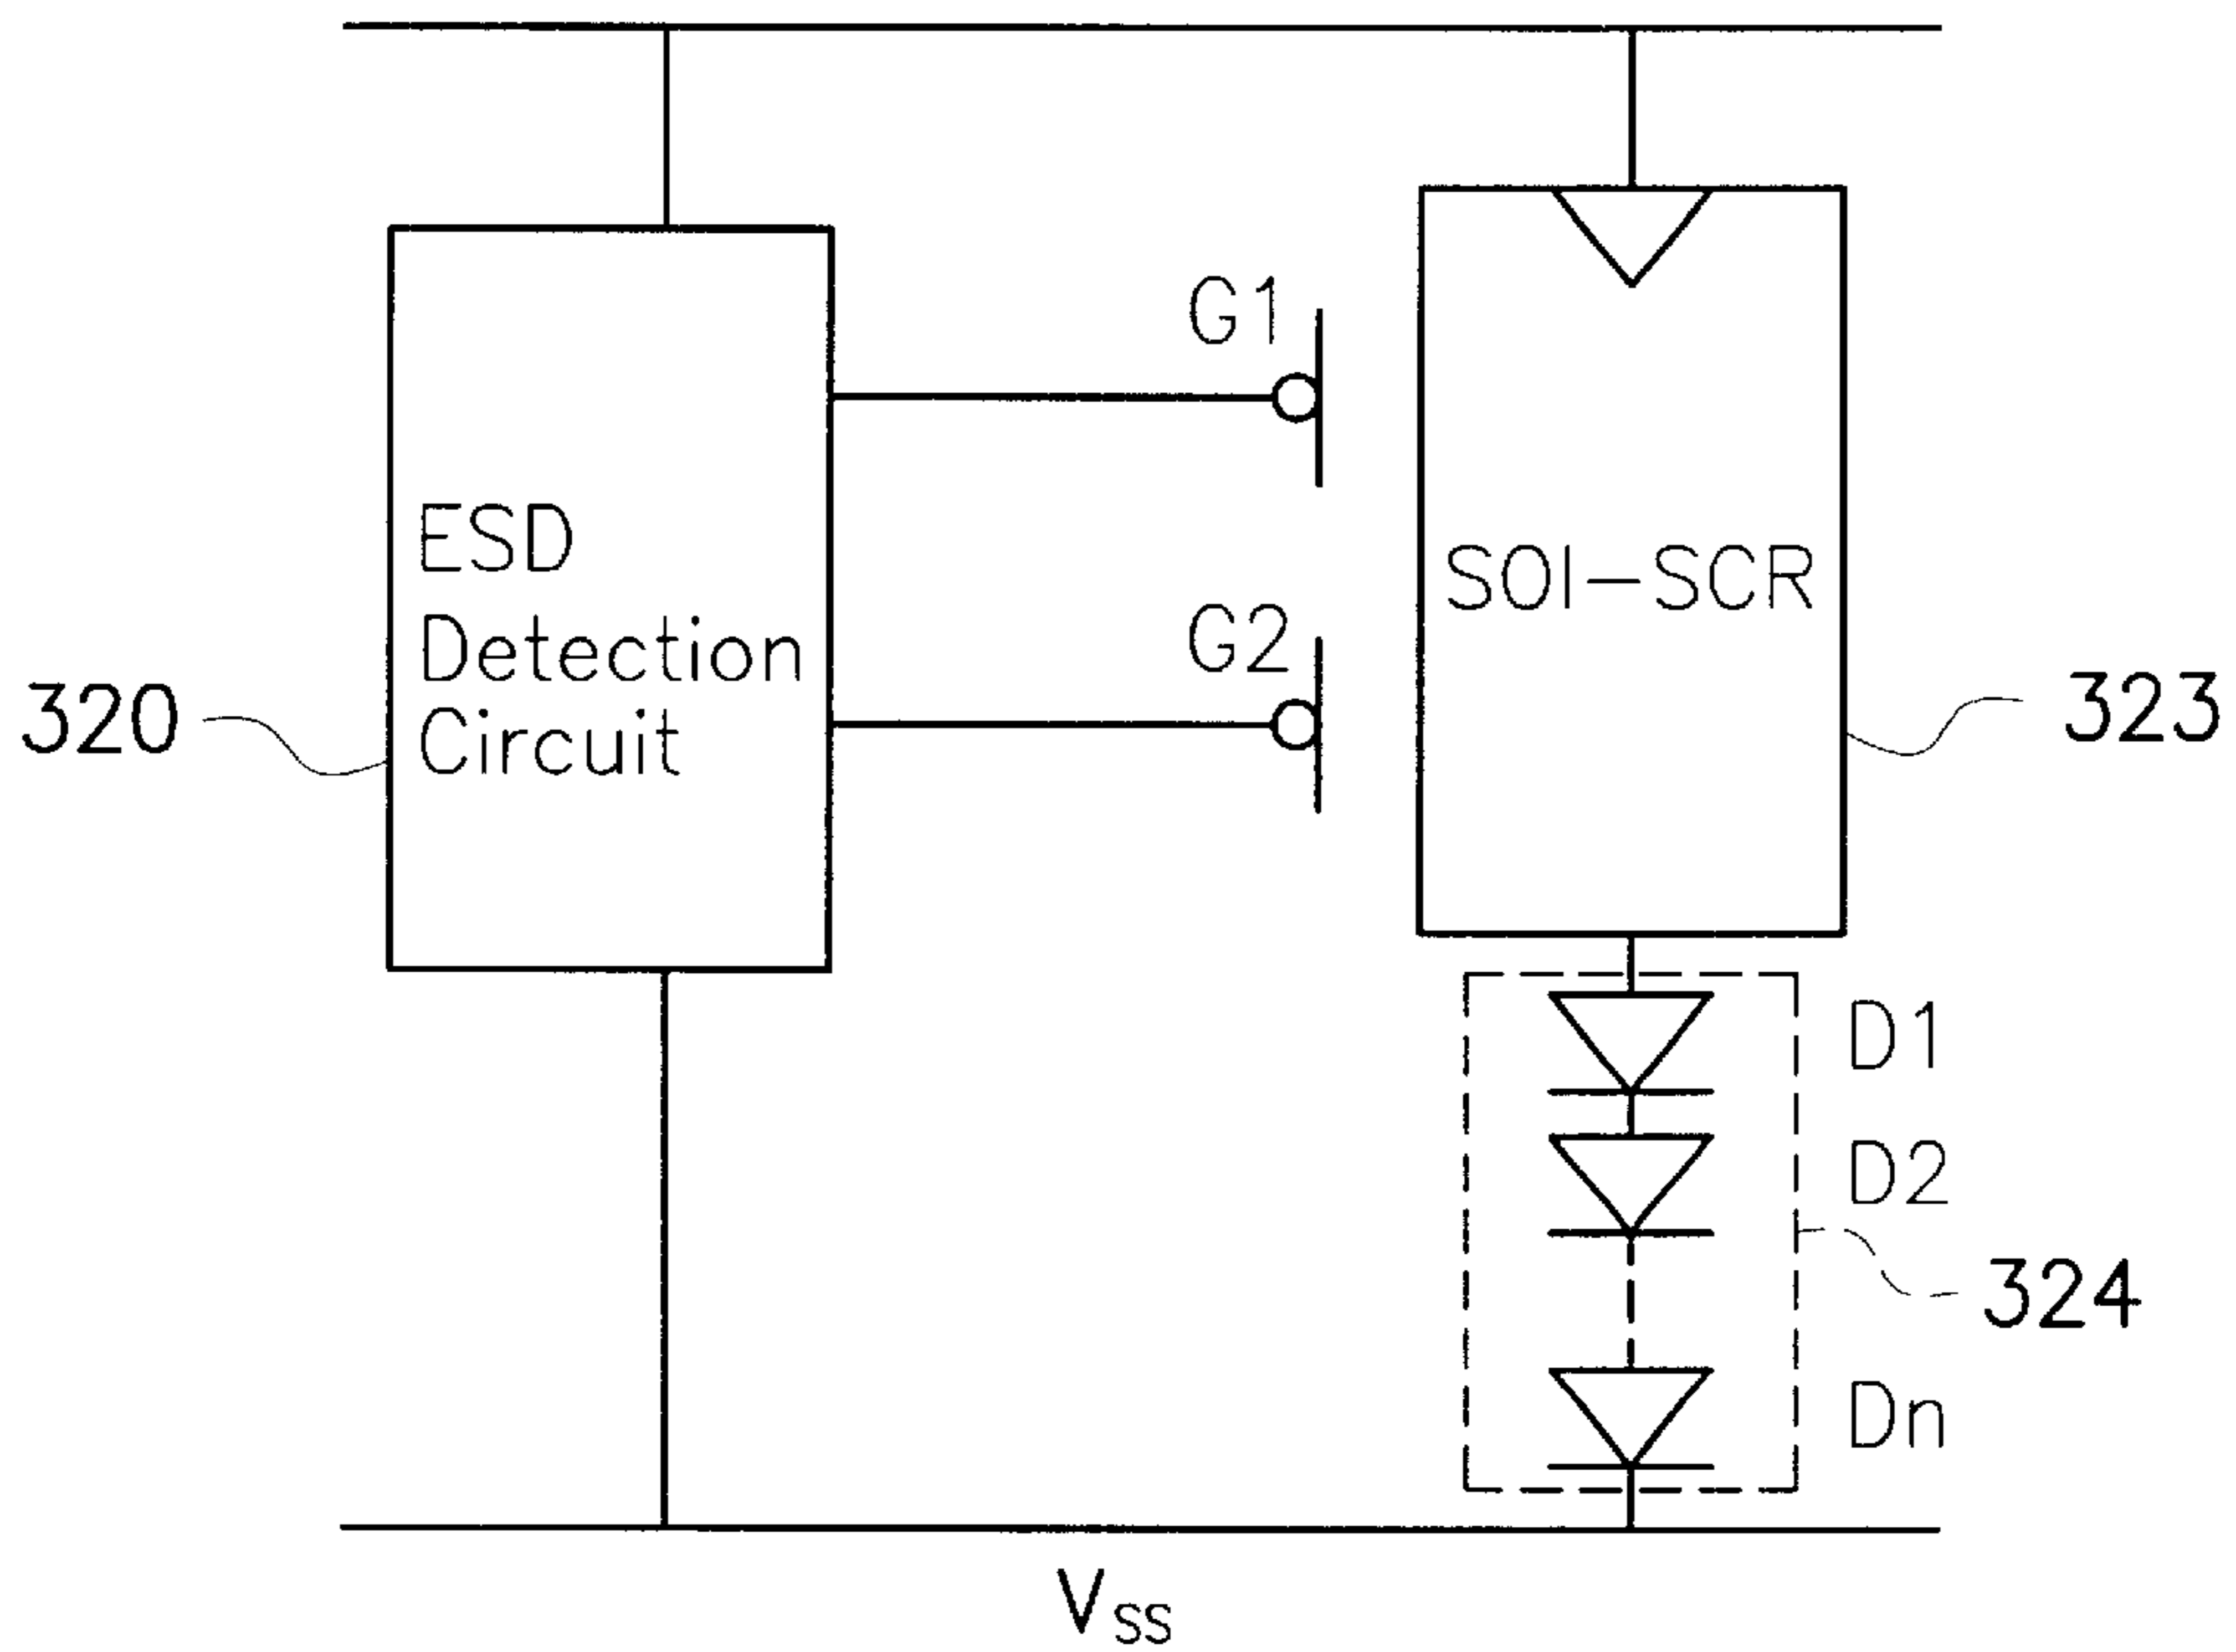 G1
ESD
Detection
Circuit
SOI-SCR
G2
320
323
D1
D2
324
Dn
VSS